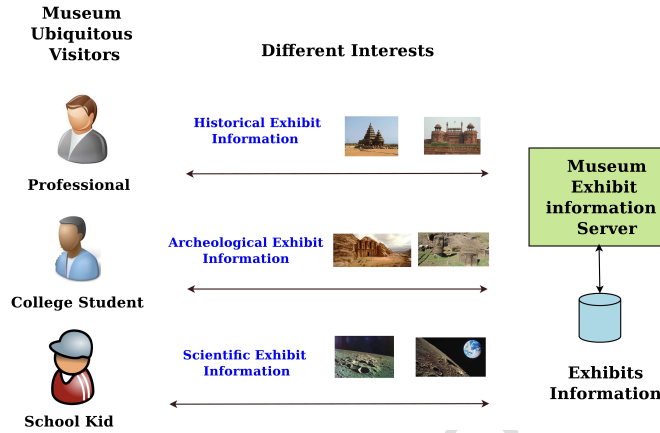 Museum
Ubiquitous
Visitors
Different Interests
Historical Exhibit
Information
Professional
Museum
Exhibit
information
Server
Archeological Exhibit
Information
College Student
Scientific Exhibit
Information
Exhibits
Information
School Kid